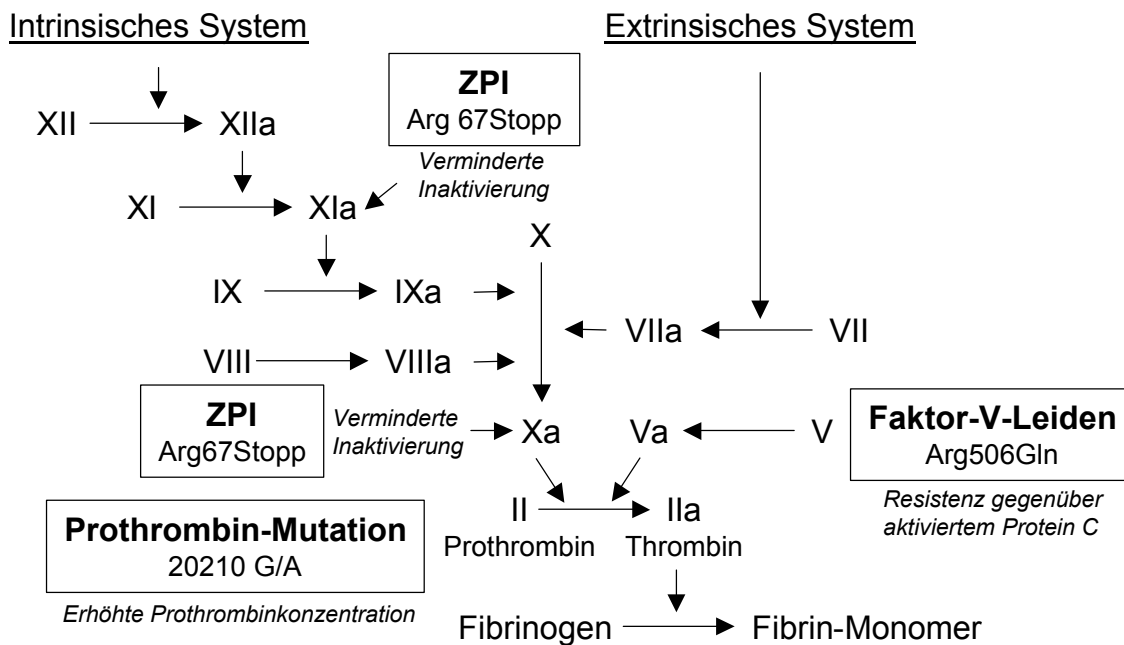 Intrinsisches System
Extrinsisches System
ZPI
Arg 67Stopp
Verminderte
Inaktivierung
XII
XIIa
XI
XIa
X
IX
IXa
VIIa
VII
VIII
VIIIa
ZPI
Arg67Stopp
Verminderte
Inaktivierung
Xa
Va
V
Faktor-V-Leiden
Arg506Gln
Resistenz gegenüber
aktiviertem Protein C
II
IIa
Prothrombin
Thrombin
Prothrombin-Mutation
20210 G/A
Erhöhte Prothrombinkonzentration
Fibrinogen
Fibrin-Monomer